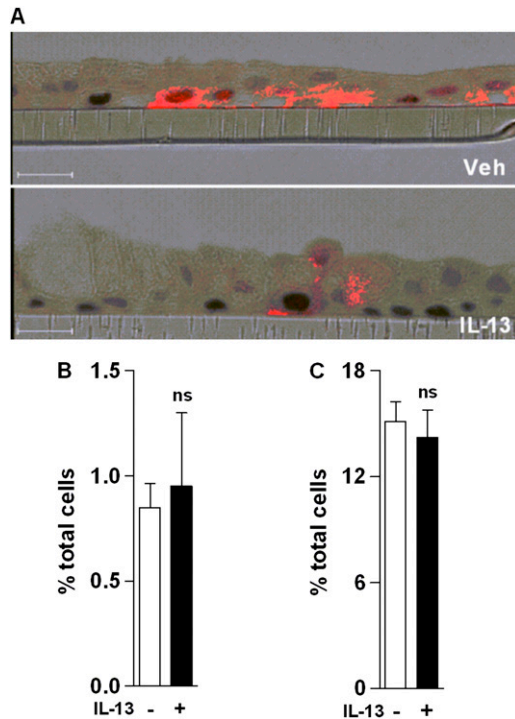 A
Veh
IL-13
B
1.5
1.0
0.5
0.0
% total cells
ns
IL-13 - +
C
18
12
6
0
% total cells
ns
IL-13 - +